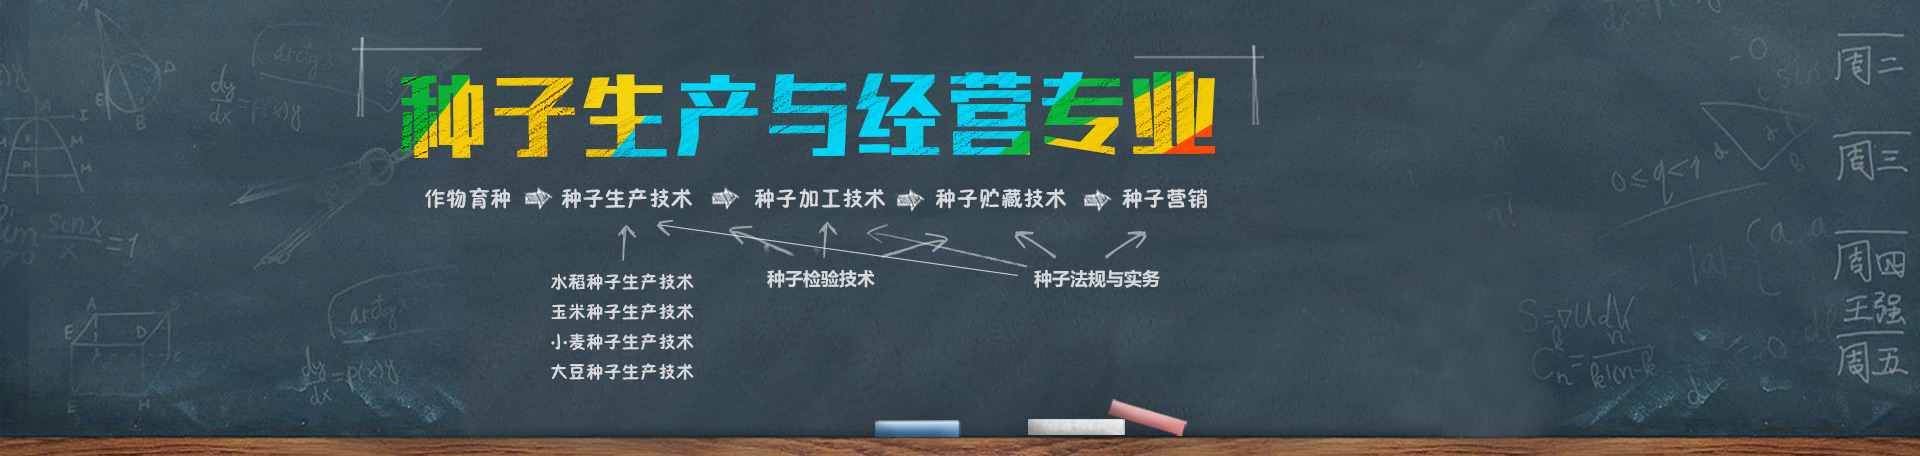 种子生产与经营专业
作物育种 种子生产技术 种子加工技术 种子贮藏技术 种子营销
水稻种子生产技术 种子检验技术 种子法规与实务
玉米种子生产技术
小麦种子生产技术
大豆种子生产技术
周二
周三
周四
王强
周五